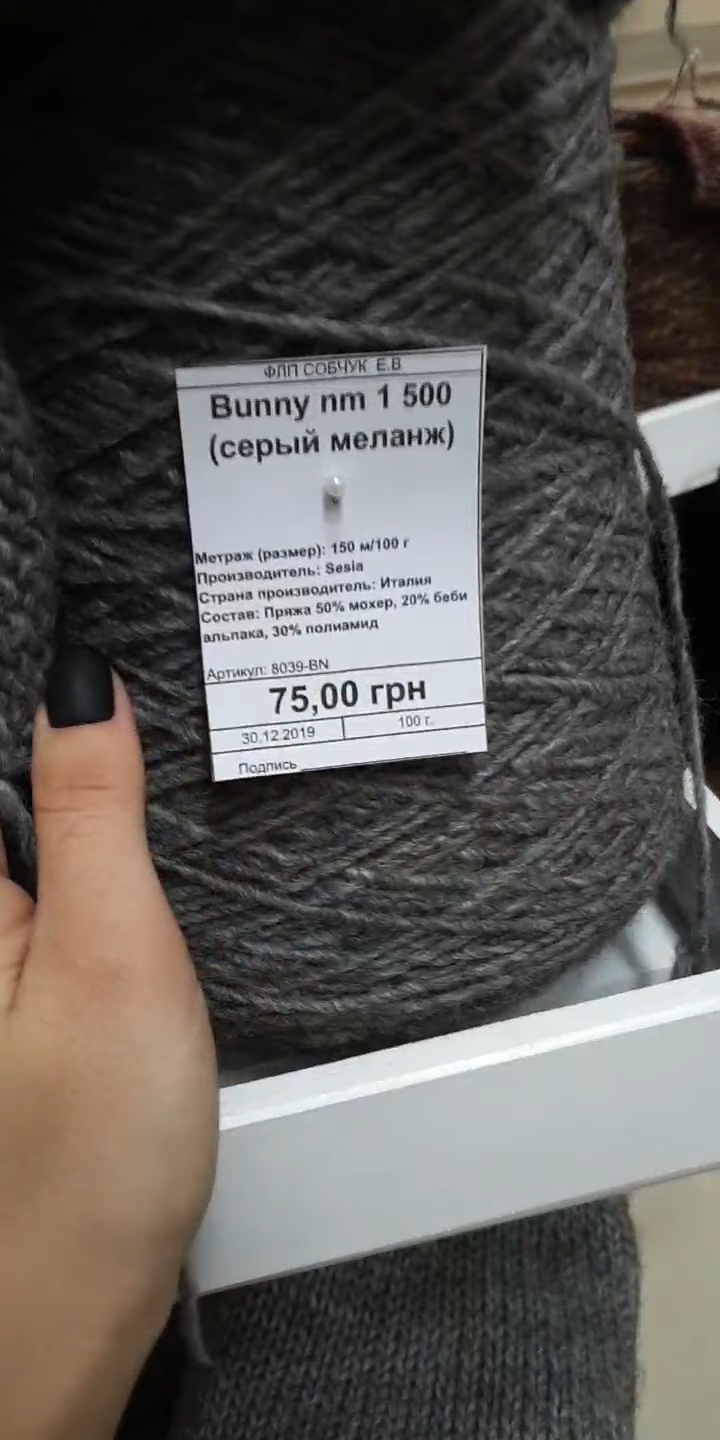 ФЛП СОБЧУК Е.В
Bunny nm 1 500
(серый меланж)
Метраж (размер): 150 м/100 г
Производитель: Sesia
Страна производитель: Италия
Состав: Пряжа 50% мохер, 20% беби
альпака, 30% полиамид
Артикул: 8039-BN
75,00 грн
30.12.2019 100 г.
Подпись